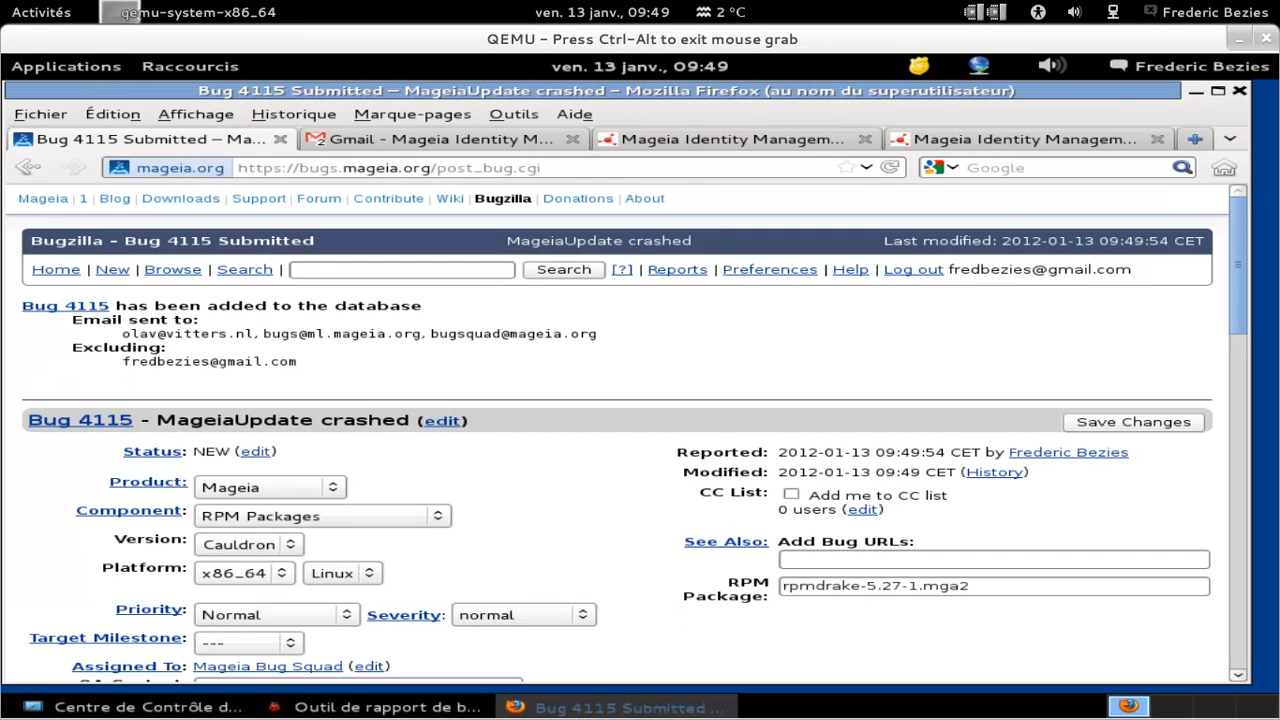 Activités qemu-system-x86_64 ven. 13 janv., 09:49 2 °C Frederic Bezies
QEMU - Press Ctrl-Alt to exit mouse grab
Applications Raccourcis ven. 13 janv., 09:49 Frederic Bezies
Bug 4115 Submitted – MageiaUpdate crashed - Mozilla Firefox (au nom du superutilisateur)
Fichier Édition Affichage Historique Marque-pages Outils Aide
Bug 4115 Submitted – Ma... Gmail - Mageia Identity M... Mageia Identity Managem... Mageia Identity Managem...
mageia.org https://bugs.mageia.org/post_bug.cgi Google
Mageia | 1 | Blog | Downloads | Support | Forum | Contribute | Wiki | Bugzilla | Donations | About
Bugzilla – Bug 4115 Submitted MageiaUpdate crashed Last modified: 2012-01-13 09:49:54 CET
Home | New | Browse | Search | Search [?] | Reports | Preferences | Help | Log out fredbezies@gmail.com
Bug 4115 has been added to the database
Email sent to:
olav@vitters.nl, bugs@ml.mageia.org, bugsquad@mageia.org
Excluding:
fredbezies@gmail.com
Bug 4115 - MageiaUpdate crashed (edit) Save Changes
Status: NEW (edit)
Product: Mageia
Component: RPM Packages
Version: Cauldron
Platform: x86_64 Linux
Priority: Normal Severity: normal
Target Milestone: ---
Assigned To: Mageia Bug Squad (edit)
Reported: 2012-01-13 09:49:54 CET by Frederic Bezies
Modified: 2012-01-13 09:49 CET (History)
CC List: Add me to CC list
0 users (edit)
See Also: Add Bug URLs:
RPM Package: rpmdrake-5.27-1.mga2
Centre de Contrôle d... Outil de rapport de b... Bug 4115 Submitted ...